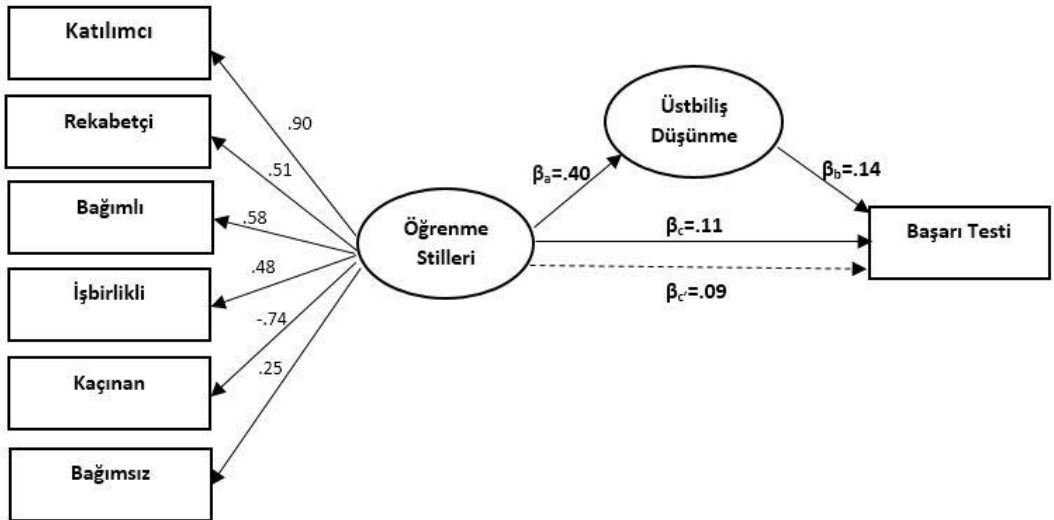 Katılımcı
Rekabetçi
Bağımlı
İşbirlikli
Kaçınan
Bağımsız
.90
.51
.58
.48
-.74
.25
Öğrenme
Stilleri
Üstbiliş
Düşünme
βa=.40
βb=.14
βc=.11
βc′=.09
Başarı Testi